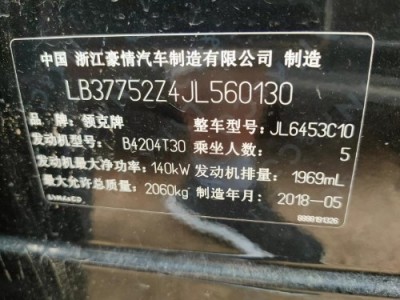 中国 浙江豪情汽车制造有限公司 制造
LB37752Z4JL560130
品 牌: 领克牌 整车型号: JL6453C10
发动机型号: B4204T30 乘坐人数: 5
发动机最大净功率: 140kW 发动机排量: 1969mL
最大允许总质量: 2060kg 制造年月: 2018-05